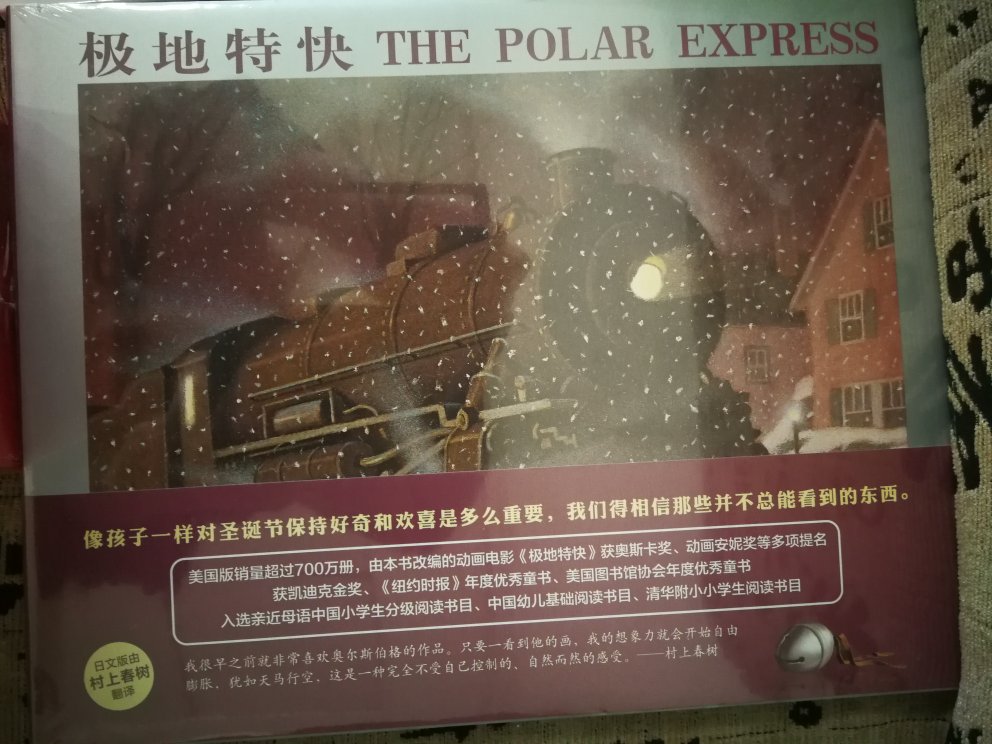 极地特快 THE POLAR EXPRESS
像孩子一样对圣诞节保持好奇和欢喜是多么重要，我们得相信那些并不总能看到的东西。
美国版销量超过700万册，由本书改编的动画电影《极地特快》获奥斯卡奖、动画安妮奖等多项提名
获凯迪克金奖、《纽约时报》年度优秀童书、美国图书馆协会年度优秀童书
入选亲近母语中国小学生分级阅读书目、中国幼儿基础阅读书目、清华附小小学生阅读书目
我很早之前就非常喜欢奥尔斯伯格的作品。只要一看到他的画，我的想象力就会开始自由
膨胀，犹如天马行空，这是一种完全不受自己控制的、自然而然的感受。——村上春树
日文版由
村上春树
翻译